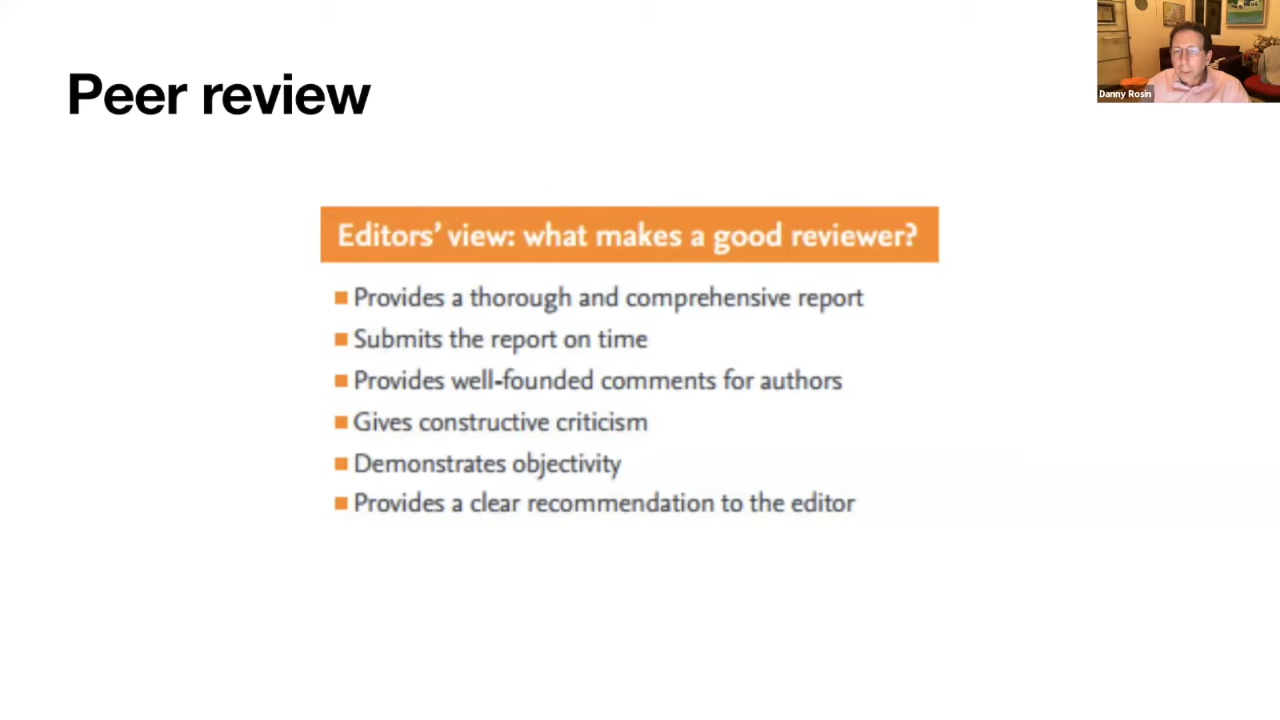 Peer review
Danny Rosin
Editors’ view: what makes a good reviewer?
■ Provides a thorough and comprehensive report
■ Submits the report on time
■ Provides well-founded comments for authors
■ Gives constructive criticism
■ Demonstrates objectivity
■ Provides a clear recommendation to the editor